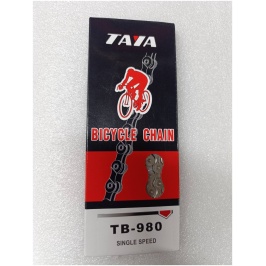 TAYA
BICYCLE CHAIN
TB-980
SINGLE SPEED